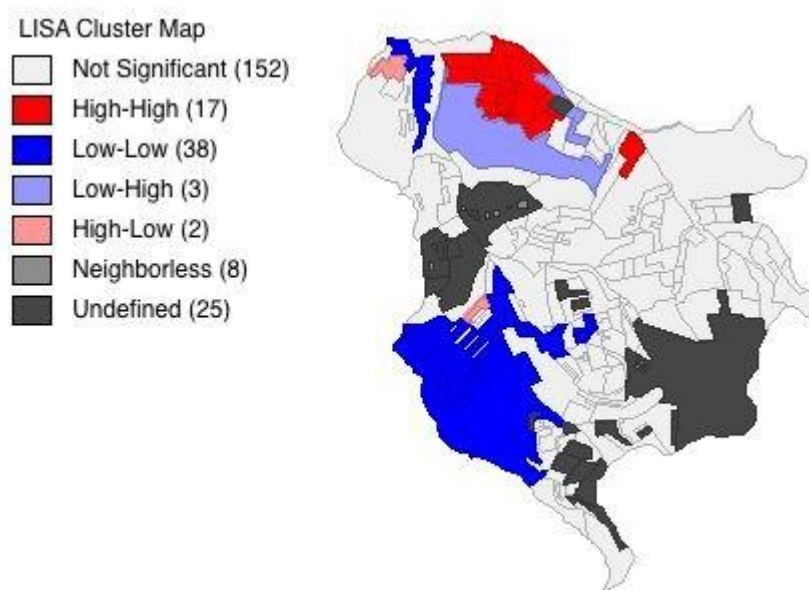 LISA Cluster Map
Not Significant (152)
High-High (17)
Low-Low (38)
Low-High (3)
High-Low (2)
Neighborless (8)
Undefined (25)